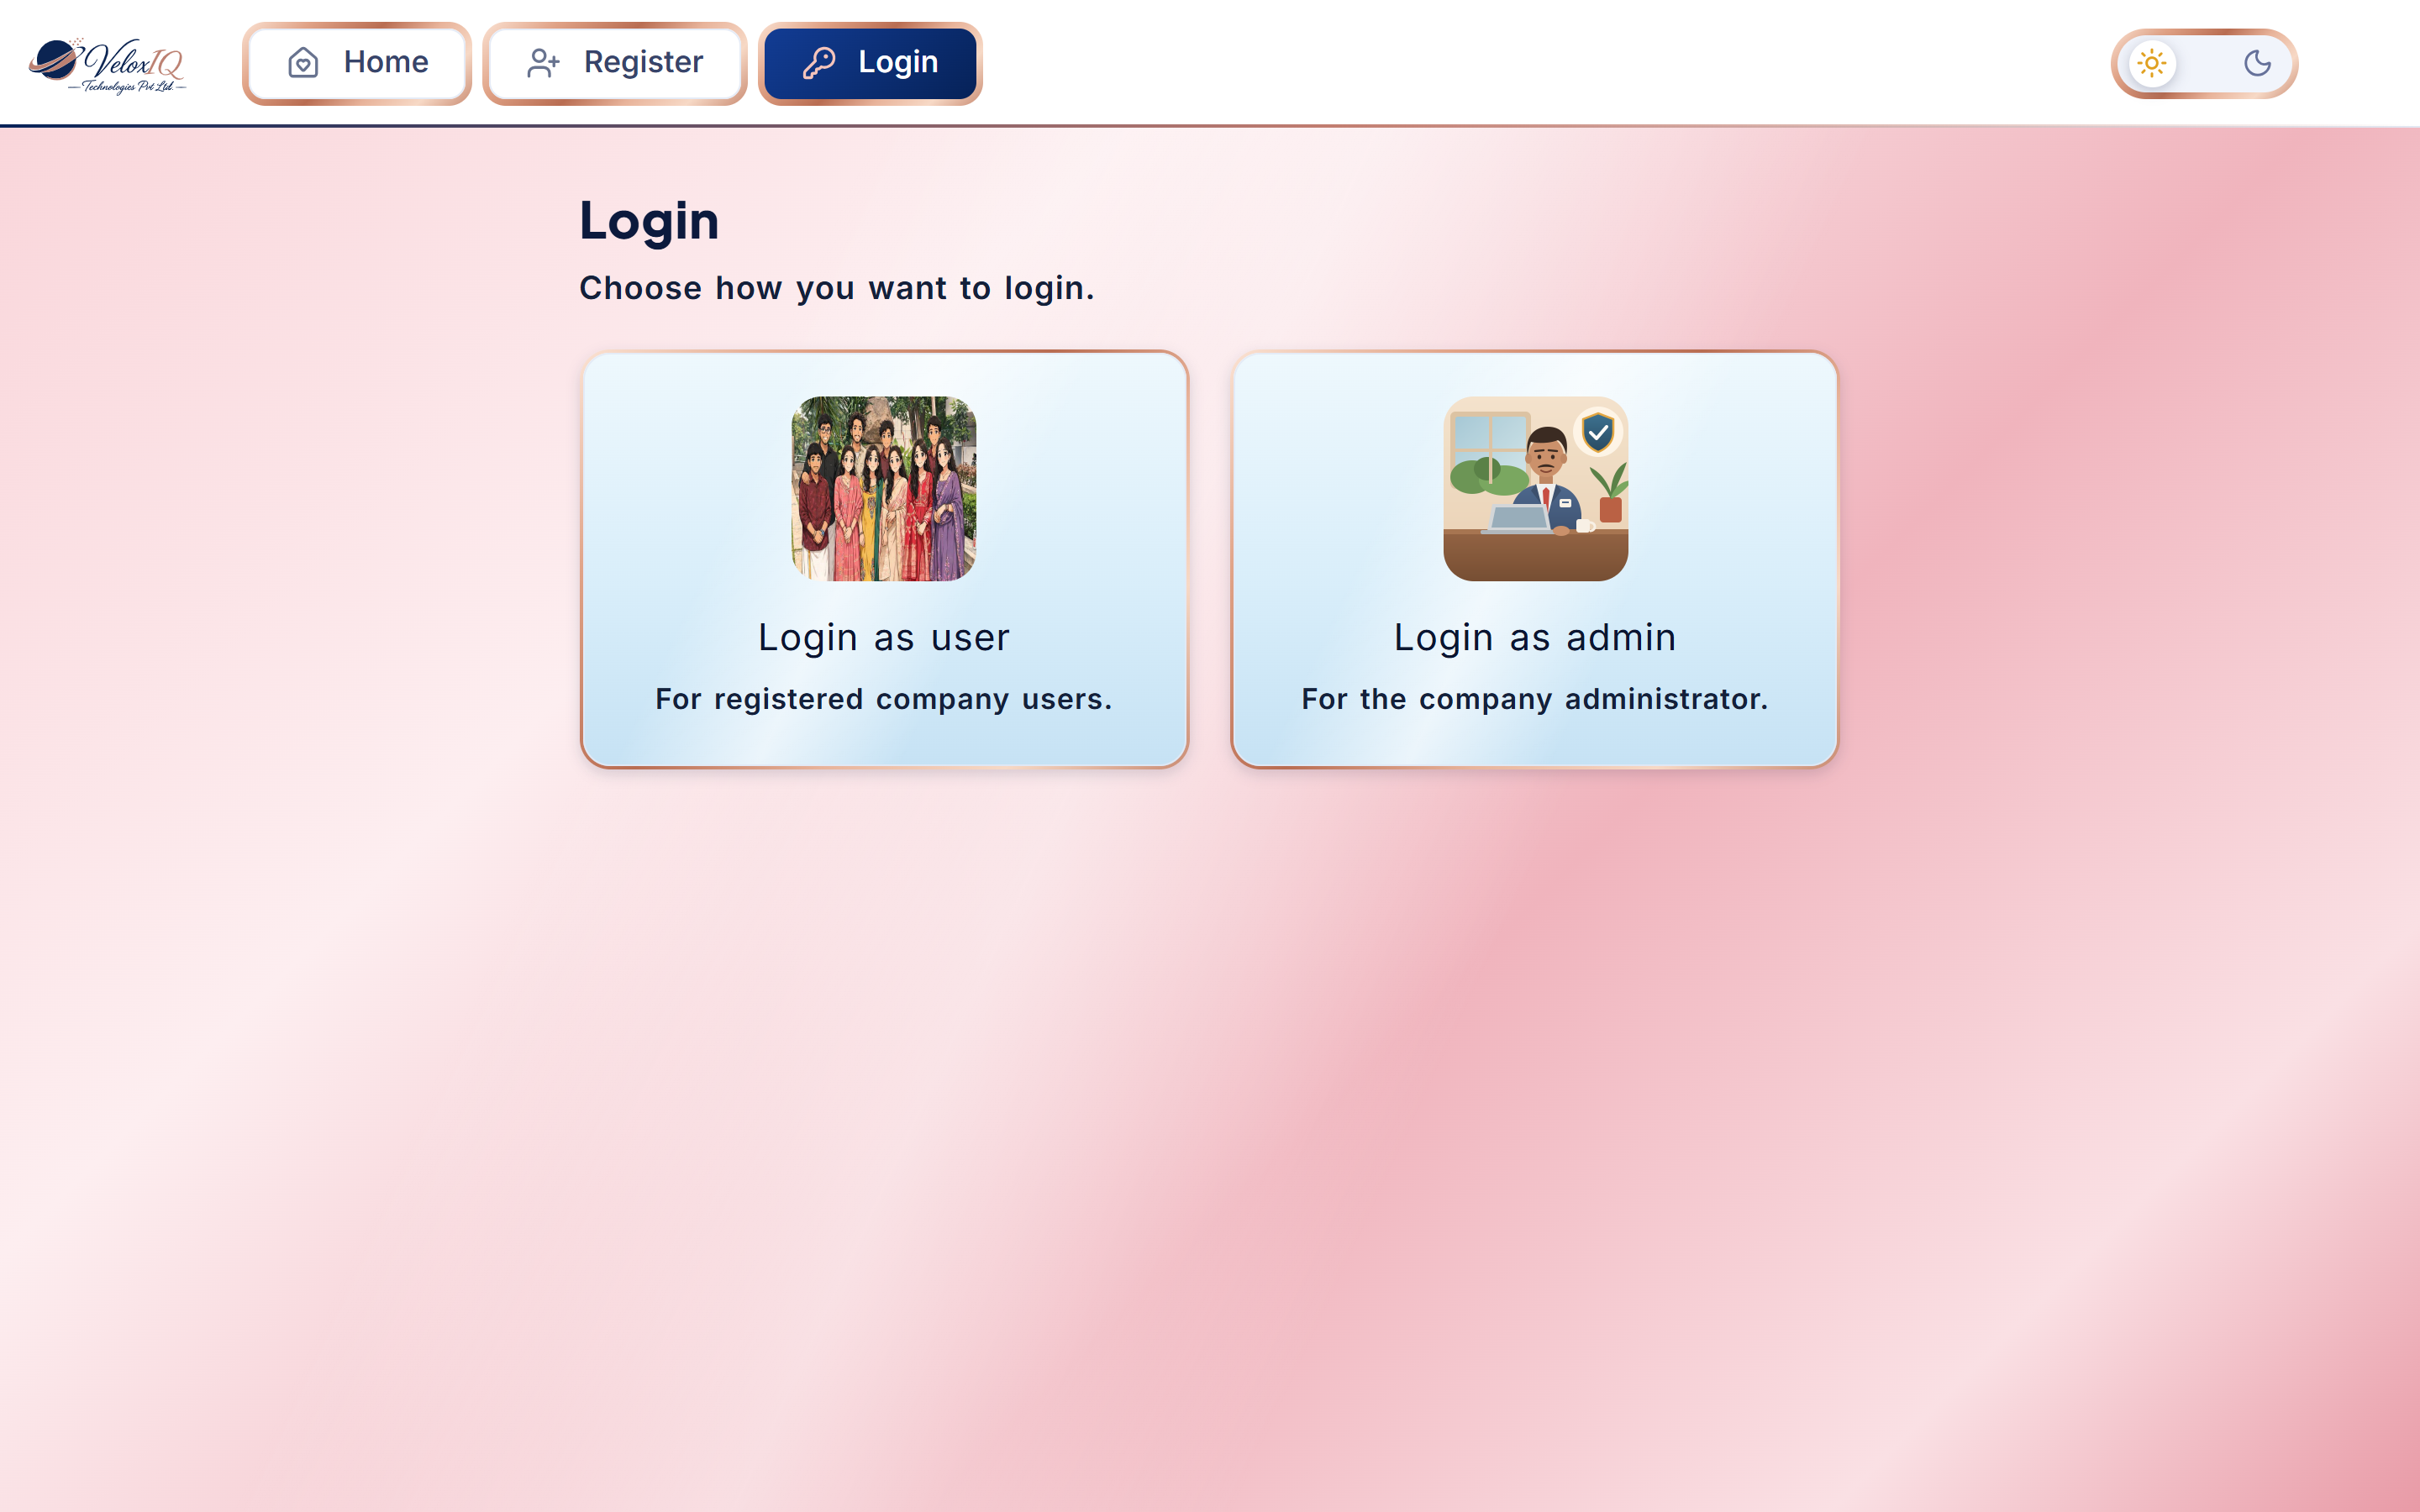 VeloxIQ
Technologies Pvt Ltd.
Home
Register
Login
Login
Choose how you want to login.
Login as user
For registered company users.
Login as admin
For the company administrator.